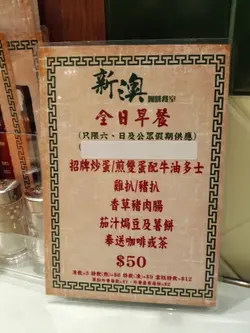 新澳
全日早餐
(只限六、日及公眾假期供應)
招牌炒蛋/煎雙蛋配牛油多士
雞扒/豬扒
香草豬肉腸
茄汁焗豆及薯餅
奉送咖啡或茶
$50